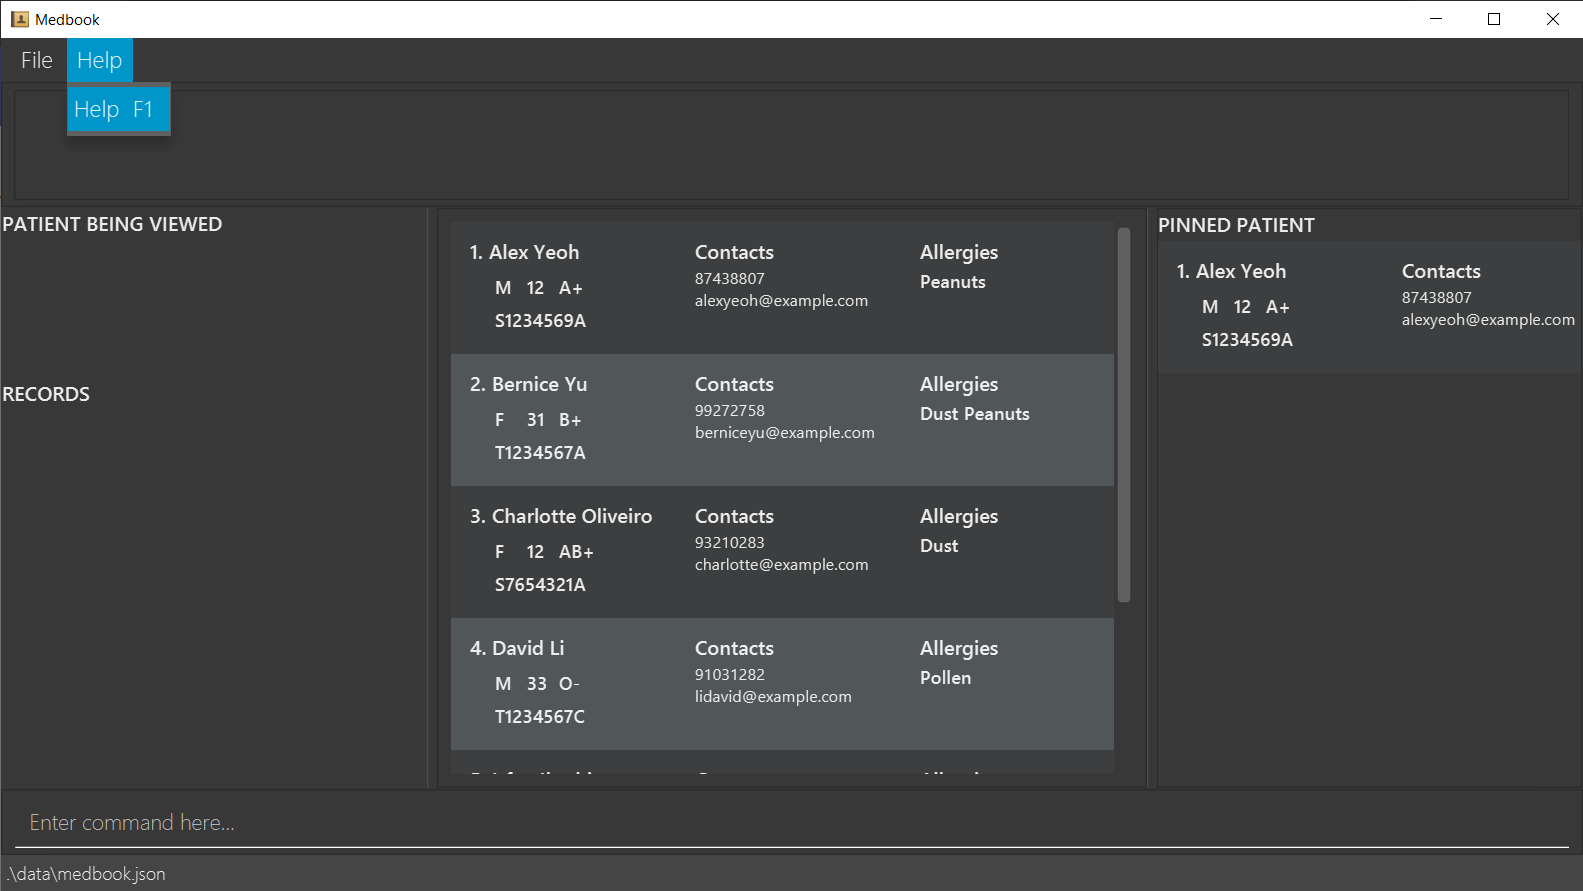 Medbook
File Help
Help F1
PATIENT BEING VIEWED
RECORDS
1. Alex Yeoh
M 12 A+
S1234569A
Contacts
87438807
alexyeoh@example.com
Allergies
Peanuts
2. Bernice Yu
F 31 B+
T1234567A
Contacts
99272758
berniceyu@example.com
Allergies
Dust Peanuts
3. Charlotte Oliveiro
F 12 AB+
S7654321A
Contacts
93210283
charlotte@example.com
Allergies
Dust
4. David Li
M 33 O-
T1234567C
Contacts
91031282
lidavid@example.com
Allergies
Pollen
PINNED PATIENT
1. Alex Yeoh
M 12 A+
S1234569A
Contacts
87438807
alexyeoh@example.com
Enter command here...
.\data\medbook.json